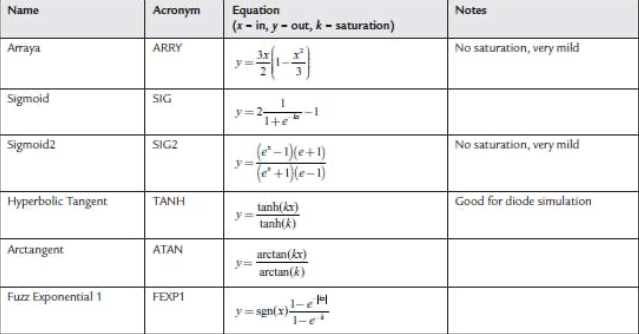 Name Acronym Equation Notes
(x – in, y – out, k – saturation)
Arraya ARRY y = 3x/2 (1 − x²/3) No saturation, very mild
Sigmoid SIG y = 2 1/(1+e^−kx) − 1
Sigmoid2 SIG2 y = (e^x − 1)(e+1)/(e^x + 1)(e−1) No saturation, very mild
Hyperbolic Tangent TANH y = tanh(kx)/tanh(k) Good for diode simulation
Arctangent ATAN y = arctan(kx)/arctan(k)
Fuzz Exponential 1 FEXP1 y = sgn(x) 1−e^−|kx|/1−e^−k